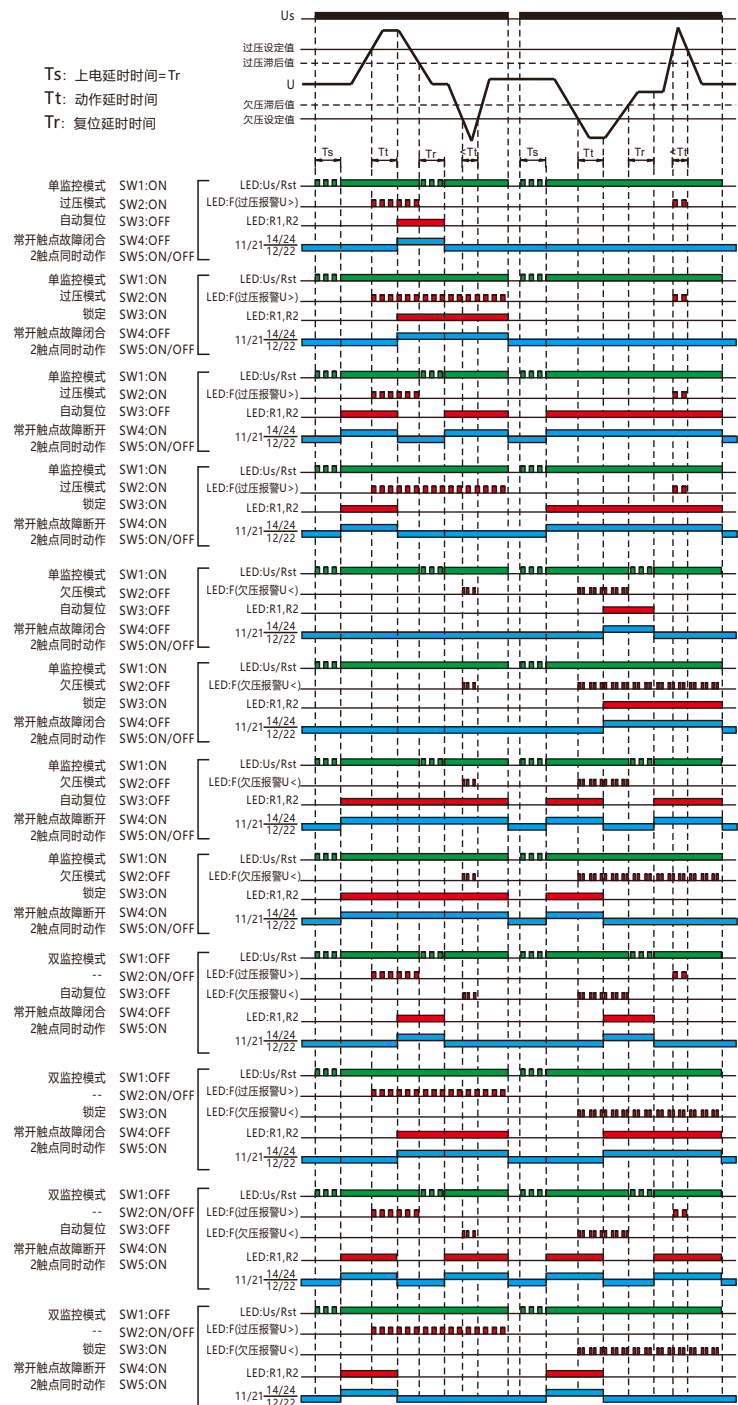 Us
过压设定值
过压滞后值
U
欠压滞后值
欠压设定值
Ts: 上电延时时间=Tr
Tt: 动作延时时间
Tr: 复位延时时间
Ts Tt Tr <Tt Ts Tt Tr <Tt
单监控模式 SW1:ON LED:Us/Rst
过压模式 SW2:ON LED:F(过压报警U>)
自动复位 SW3:OFF LED:R1,R2
常开触点故障闭合 SW4:OFF 11/21 14/24
2触点同时动作 SW5:ON/OFF 12/22
单监控模式 SW1:ON LED:Us/Rst
过压模式 SW2:ON LED:F(过压报警U>)
锁定 SW3:ON LED:R1,R2
常开触点故障闭合 SW4:OFF 11/21 14/24
2触点同时动作 SW5:ON/OFF 12/22
单监控模式 SW1:ON LED:Us/Rst
过压模式 SW2:ON LED:F(过压报警U>)
自动复位 SW3:OFF LED:R1,R2
常开触点故障断开 SW4:ON 11/21 14/24
2触点同时动作 SW5:ON/OFF 12/22
单监控模式 SW1:ON LED:Us/Rst
过压模式 SW2:ON LED:F(过压报警U>)
锁定 SW3:ON LED:R1,R2
常开触点故障断开 SW4:ON 11/21 14/24
2触点同时动作 SW5:ON/OFF 12/22
单监控模式 SW1:ON LED:Us/Rst
欠压模式 SW2:OFF LED:F(欠压报警U<)
自动复位 SW3:OFF LED:R1,R2
常开触点故障闭合 SW4:OFF 11/21 14/24
2触点同时动作 SW5:ON/OFF 12/22
单监控模式 SW1:ON LED:Us/Rst
欠压模式 SW2:OFF LED:F(欠压报警U<)
锁定 SW3:ON LED:R1,R2
常开触点故障闭合 SW4:OFF 11/21 14/24
2触点同时动作 SW5:ON/OFF 12/22
单监控模式 SW1:ON LED:Us/Rst
欠压模式 SW2:OFF LED:F(欠压报警U<)
自动复位 SW3:OFF LED:R1,R2
常开触点故障断开 SW4:ON 11/21 14/24
2触点同时动作 SW5:ON/OFF 12/22
单监控模式 SW1:ON LED:Us/Rst
欠压模式 SW2:OFF LED:F(欠压报警U<)
锁定 SW3:ON LED:R1,R2
常开触点故障断开 SW4:ON 11/21 14/24
2触点同时动作 SW5:ON/OFF 12/22
双监控模式 SW1:OFF LED:Us/Rst
-- SW2:ON/OFF LED:F(过压报警U>)
自动复位 SW3:OFF LED:F(欠压报警U<)
常开触点故障闭合 SW4:OFF LED:R1,R2
2触点同时动作 SW5:ON 11/21 14/24
12/22
双监控模式 SW1:OFF LED:Us/Rst
-- SW2:ON/OFF LED:F(过压报警U>)
锁定 SW3:ON LED:F(欠压报警U<)
常开触点故障闭合 SW4:OFF LED:R1,R2
2触点同时动作 SW5:ON 11/21 14/24
12/22
双监控模式 SW1:OFF LED:Us/Rst
-- SW2:ON/OFF LED:F(过压报警U>)
自动复位 SW3:OFF LED:F(欠压报警U<)
常开触点故障断开 SW4:ON LED:R1,R2
2触点同时动作 SW5:ON 11/21 14/24
12/22
双监控模式 SW1:OFF LED:Us/Rst
-- SW2:ON/OFF LED:F(过压报警U>)
锁定 SW3:ON LED:F(欠压报警U<)
常开触点故障断开 SW4:ON LED:R1,R2
2触点同时动作 SW5:ON 11/21 14/24
12/22